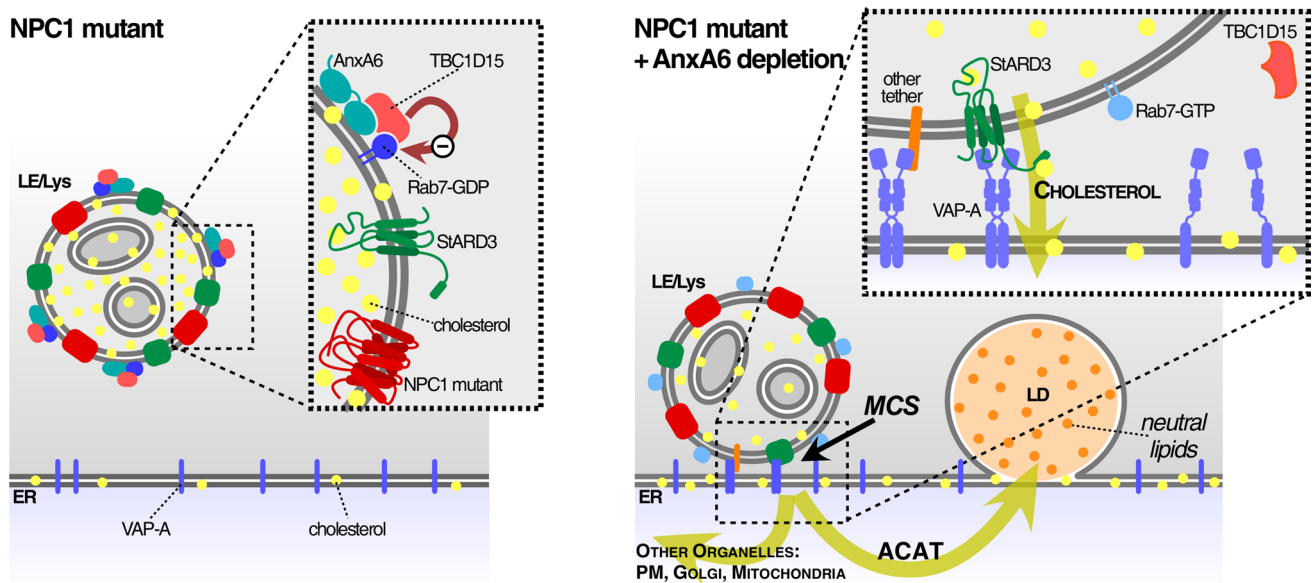 NPC1 mutant
AnxA6
TBC1D15
−
Rab7-GDP
StARD3
cholesterol
NPC1 mutant
LE/Lys
ER
VAP-A
cholesterol
NPC1 mutant
+ AnxA6 depletion
TBC1D15
StARD3
other
tether
Rab7-GTP
VAP-A
CHOLESTEROL
LE/Lys
MCS
LD
neutral
lipids
ER
ACAT
OTHER ORGANELLES:
PM, GOLGI, MITOCHONDRIA